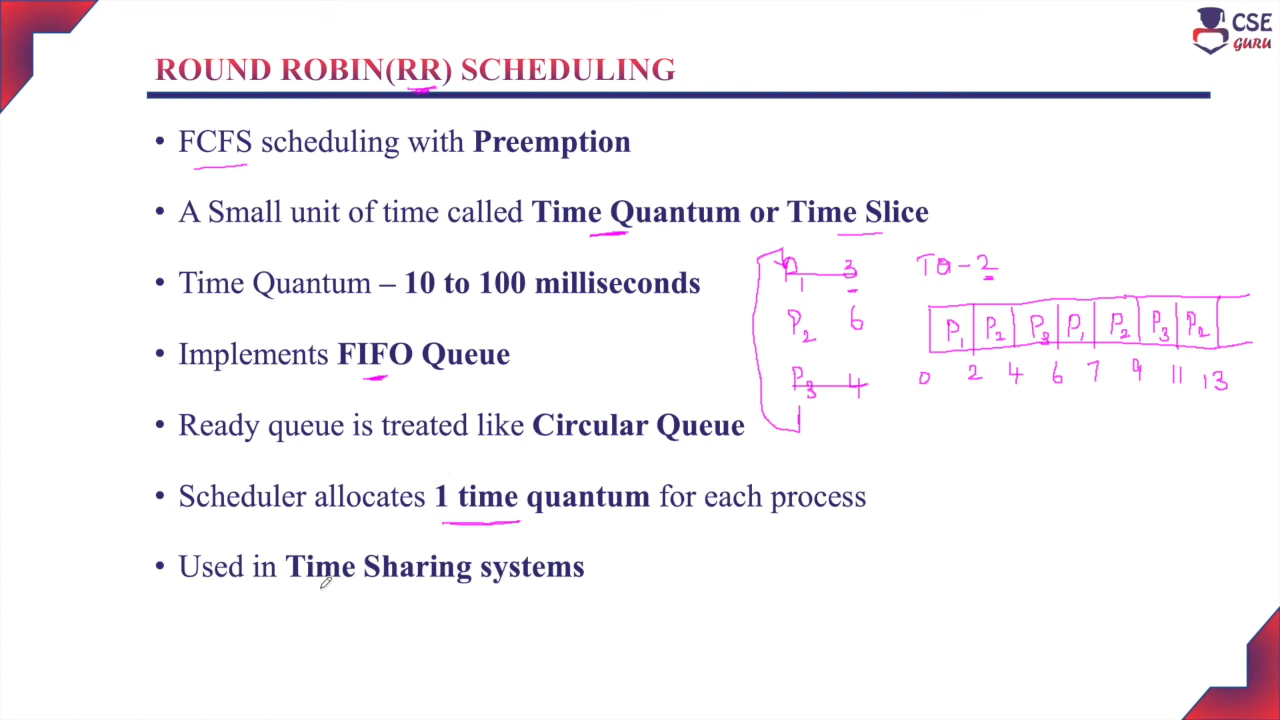 CSE
GURU
ROUND ROBIN(RR) SCHEDULING
• FCFS scheduling with Preemption
• A Small unit of time called Time Quantum or Time Slice
• Time Quantum – 10 to 100 milliseconds
• Implements FIFO Queue
• Ready queue is treated like Circular Queue
• Scheduler allocates 1 time quantum for each process
• Used in Time Sharing systems
P1 3
P2 6
P3 4
TQ - 2
P1 P2 P3 P1 P2 P3 P2
0 2 4 6 7 9 11 13